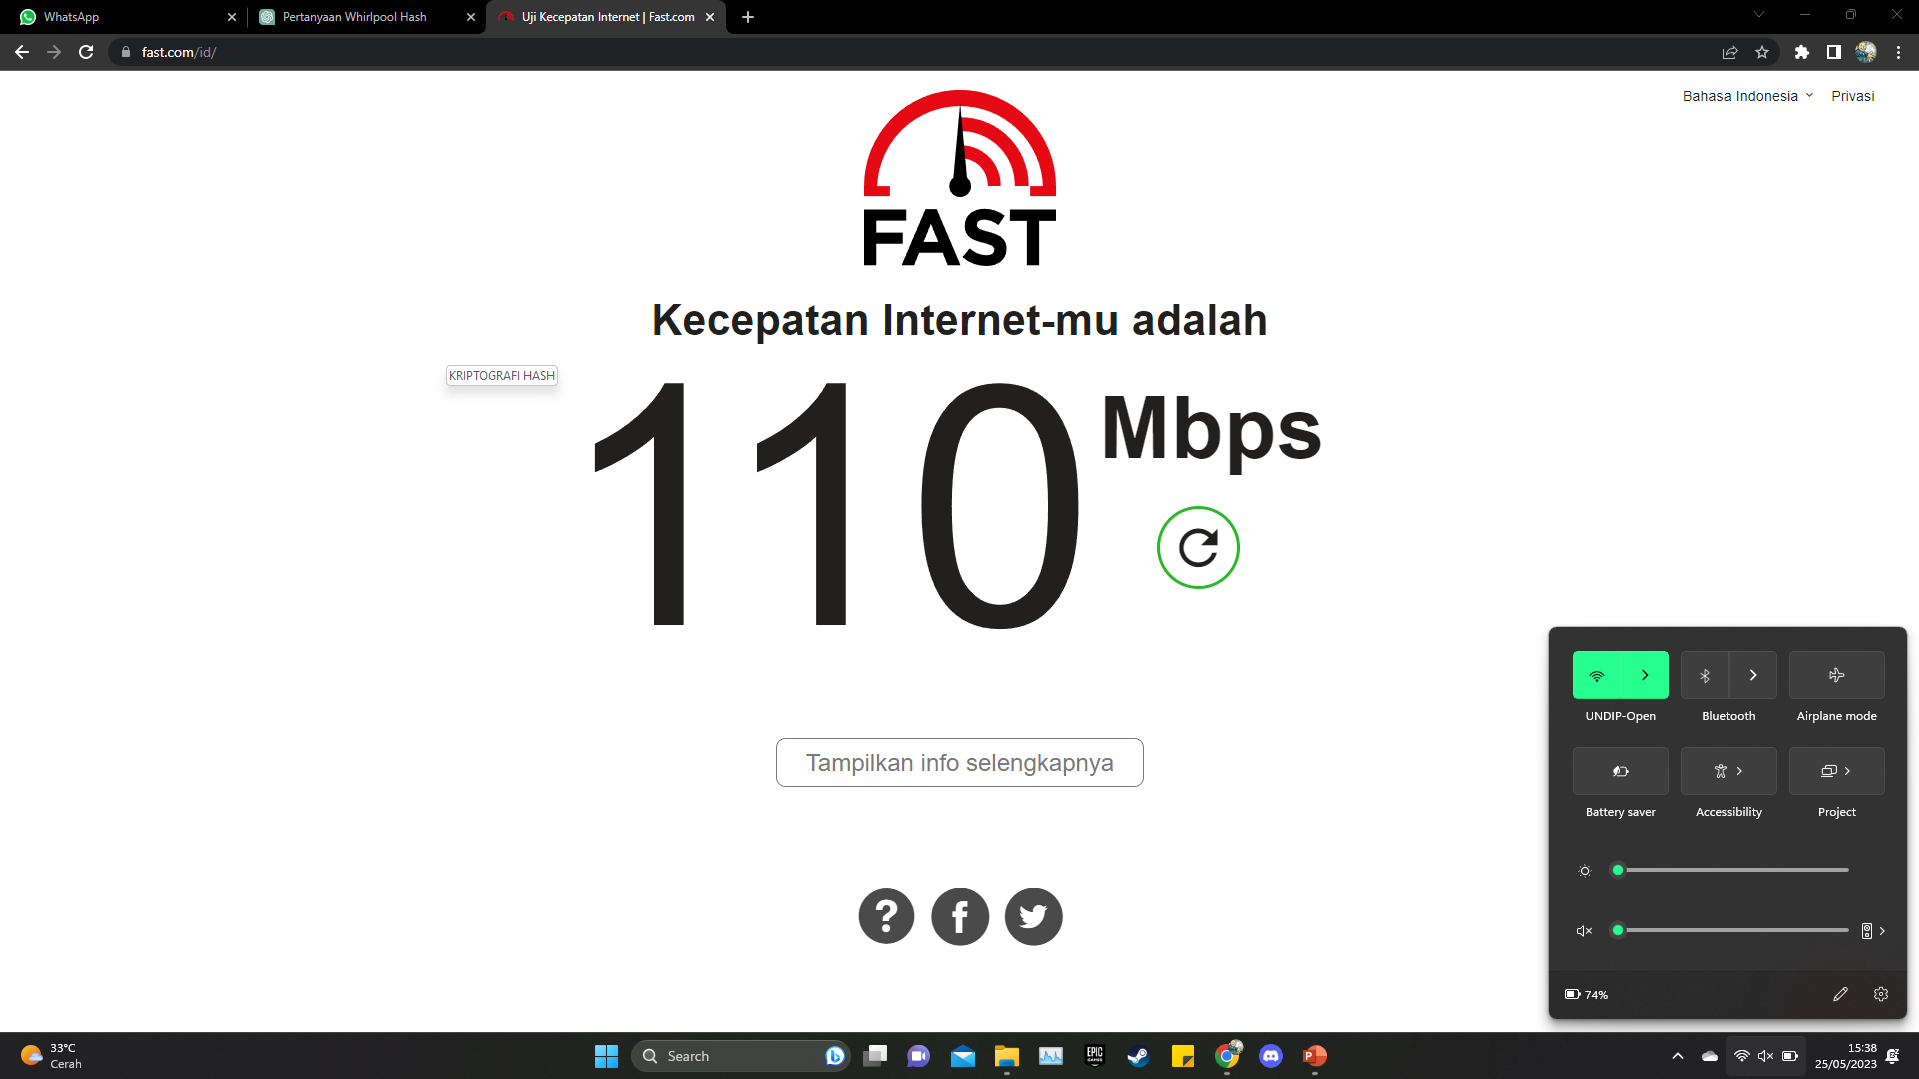 WhatsApp
Pertanyaan Whirlpool Hash
Uji Kecepatan Internet | Fast.com
fast.com/id/
Bahasa Indonesia
Privasi
FAST
Kecepatan Internet-mu adalah
KRIPTOGRAFI HASH
110 Mbps
Tampilkan info selengkapnya
UNDIP-Open
Bluetooth
Airplane mode
Battery saver
Accessibility
Project
74%
33°C
Cerah
Search
EPIC
GAMES
15:38
25/05/2023